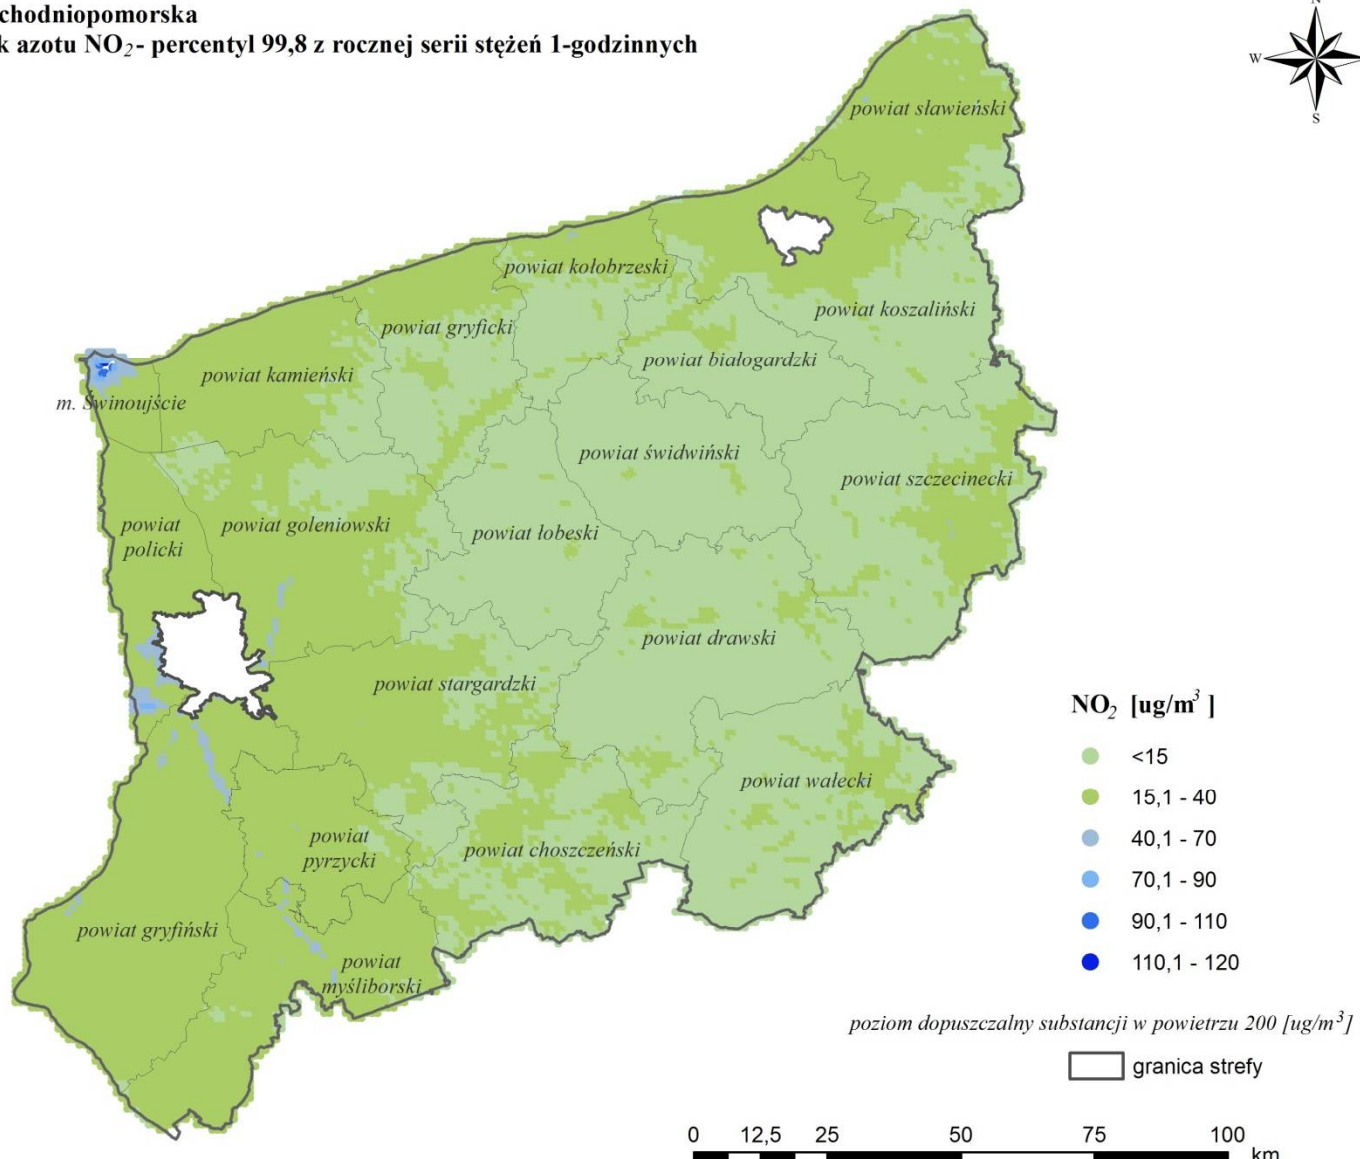 chodniopomorska
k azotu NO₂ - percentyl 99,8 z rocznej serii stężeń 1-godzinnych
N
W
S
powiat sławieński
powiat kołobrzeski
powiat koszaliński
powiat gryficki
powiat białogardzki
powiat kamieński
m. Świnoujście
powiat świdwiński
powiat szczecinecki
powiat
policki
powiat goleniowski
powiat łobeski
powiat drawski
powiat stargardzki
powiat wałecki
powiat
pyrzycki
powiat choszczeński
powiat gryfiński
powiat
myśliborski
NO₂ [ug/m³ ]
<15
15,1 - 40
40,1 - 70
70,1 - 90
90,1 - 110
110,1 - 120
poziom dopuszczalny substancji w powietrzu 200 [ug/m³]
granica strefy
0 12,5 25 50 75 100
km